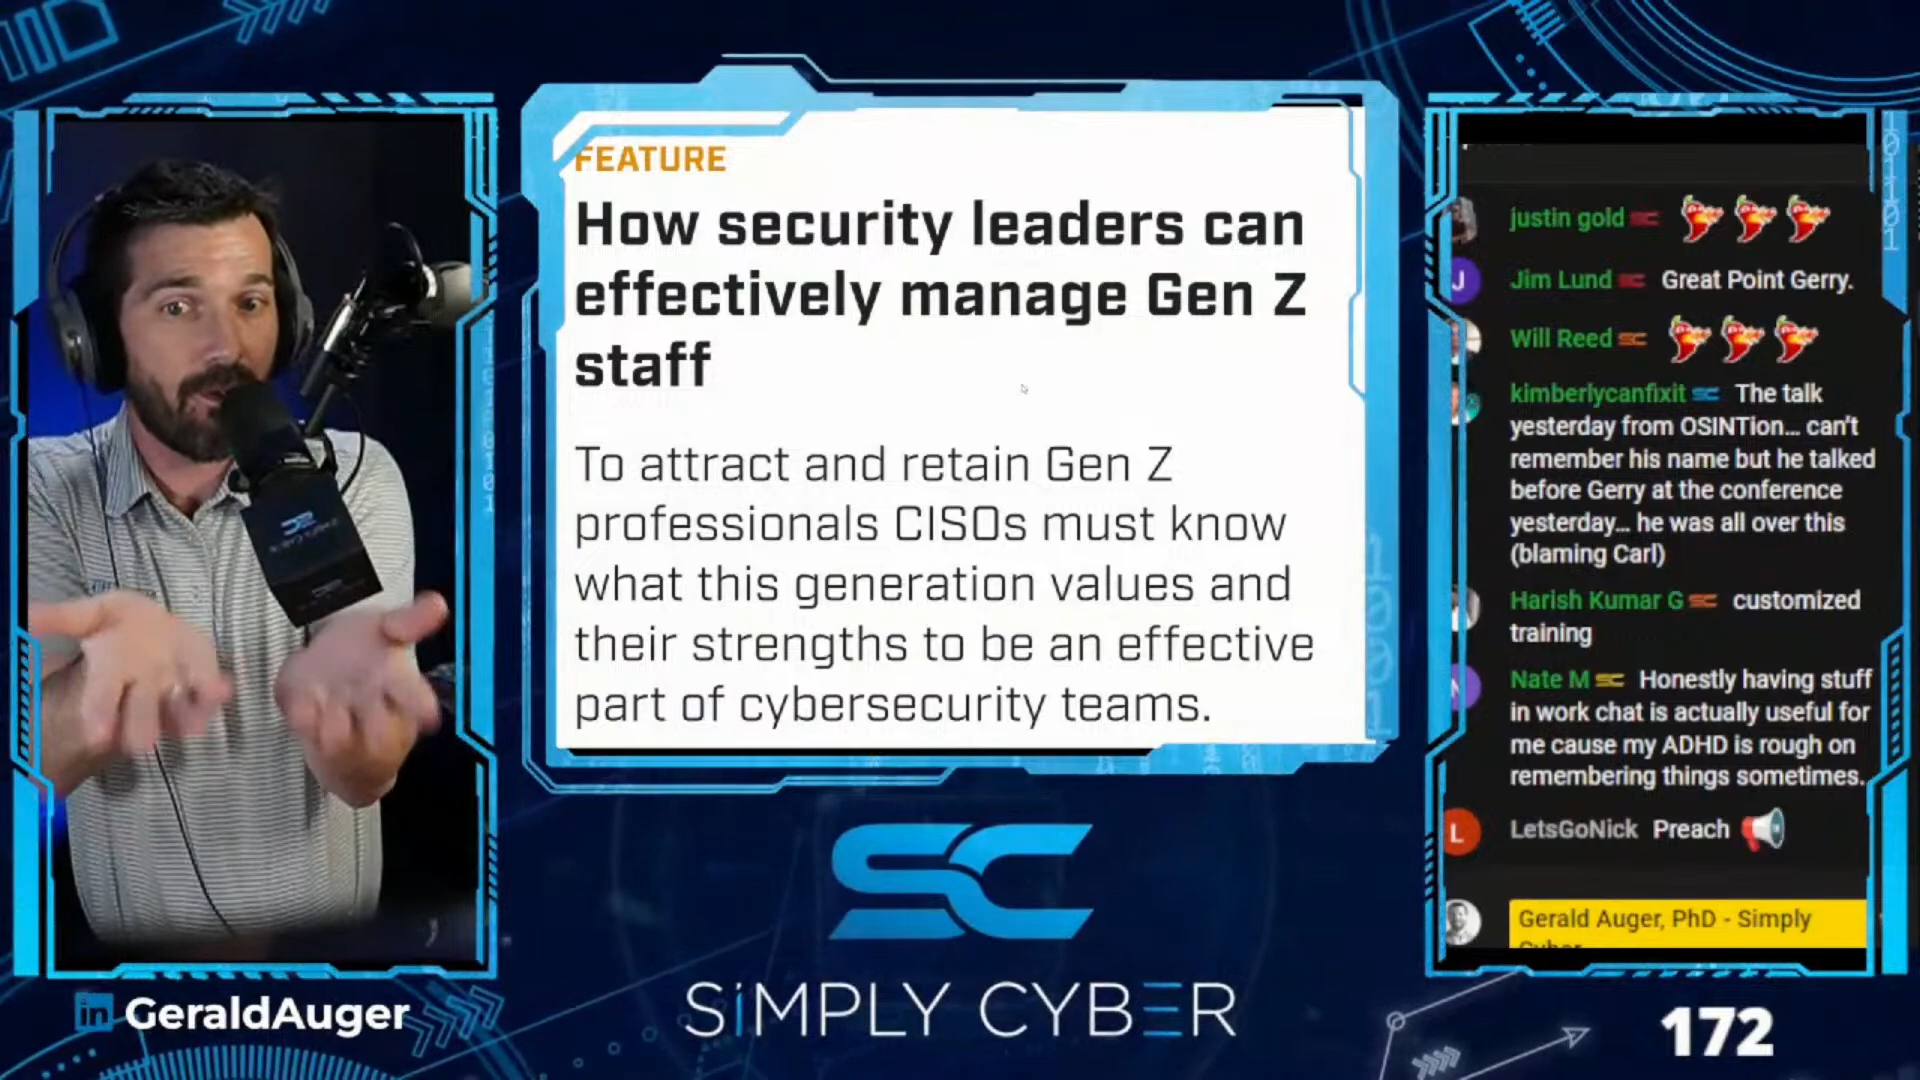 FEATURE
How security leaders can
effectively manage Gen Z
staff
To attract and retain Gen Z
professionals CISOs must know
what this generation values and
their strengths to be an effective
part of cybersecurity teams.
SC
SiMPLY CYBER
GeraldAuger
justin gold
Jim Lund Great Point Gerry.
Will Reed
kimberlycanfixit The talk
yesterday from OSINTion... can't
remember his name but he talked
before Gerry at the conference
yesterday... he was all over this
(blaming Carl)
Harish Kumar G customized
training
Nate M Honestly having stuff
in work chat is actually useful for
me cause my ADHD is rough on
remembering things sometimes.
LetsGoNick Preach
Gerald Auger, PhD - Simply
172